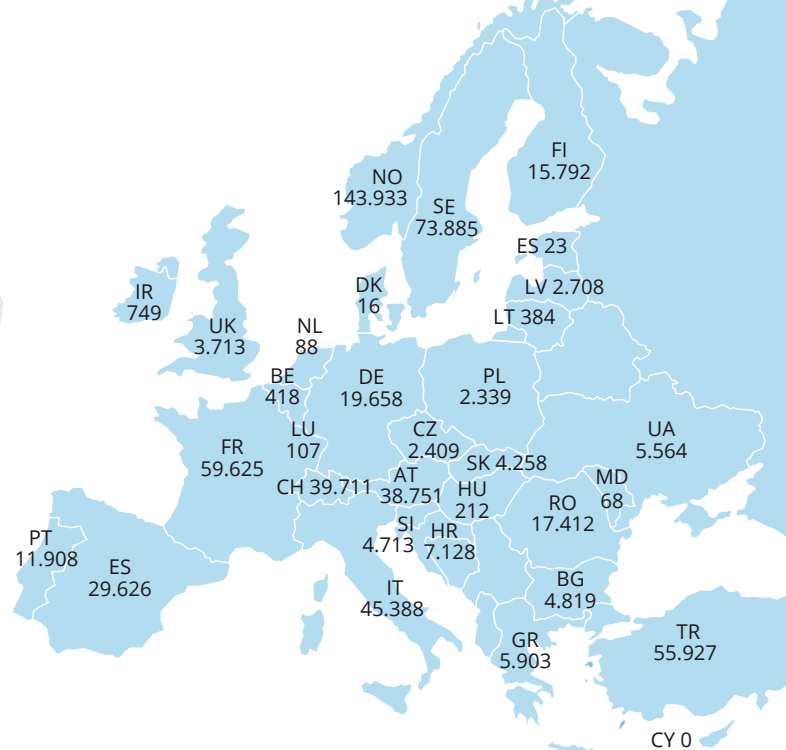 FI
15.792
NO
143.933
SE
73.885
ES 23
LV 2.708
LT 384
DK
16
IR
749
UK
3.713
NL
88
BE
418
DE
19.658
PL
2.339
LU
107
CZ
2.409
UA
5.564
FR
59.625
SK 4.258
CH 39.711
AT
38.751
HU
212
MD
68
RO
17.412
SI
4.713
HR
7.128
PT
11.908
ES
29.626
IT
45.388
BG
4.819
GR
5.903
TR
55.927
CY 0